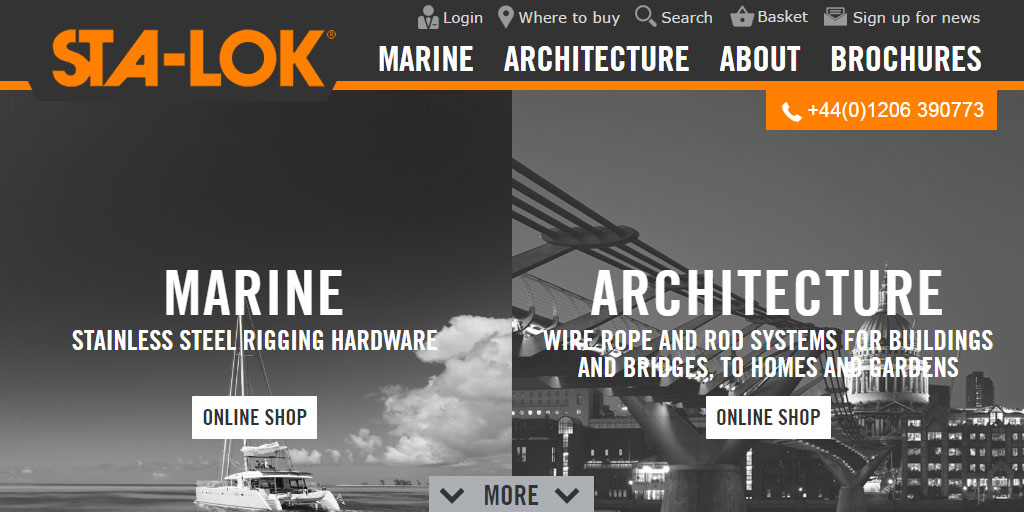 Login
Where to buy
Search
Basket
Sign up for news
STA-LOK®
MARINE
ARCHITECTURE
ABOUT
BROCHURES
+44(0)1206 390773
MARINE
STAINLESS STEEL RIGGING HARDWARE
ONLINE SHOP
ARCHITECTURE
WIRE ROPE AND ROD SYSTEMS FOR BUILDINGS
AND BRIDGES, TO HOMES AND GARDENS
ONLINE SHOP
MORE